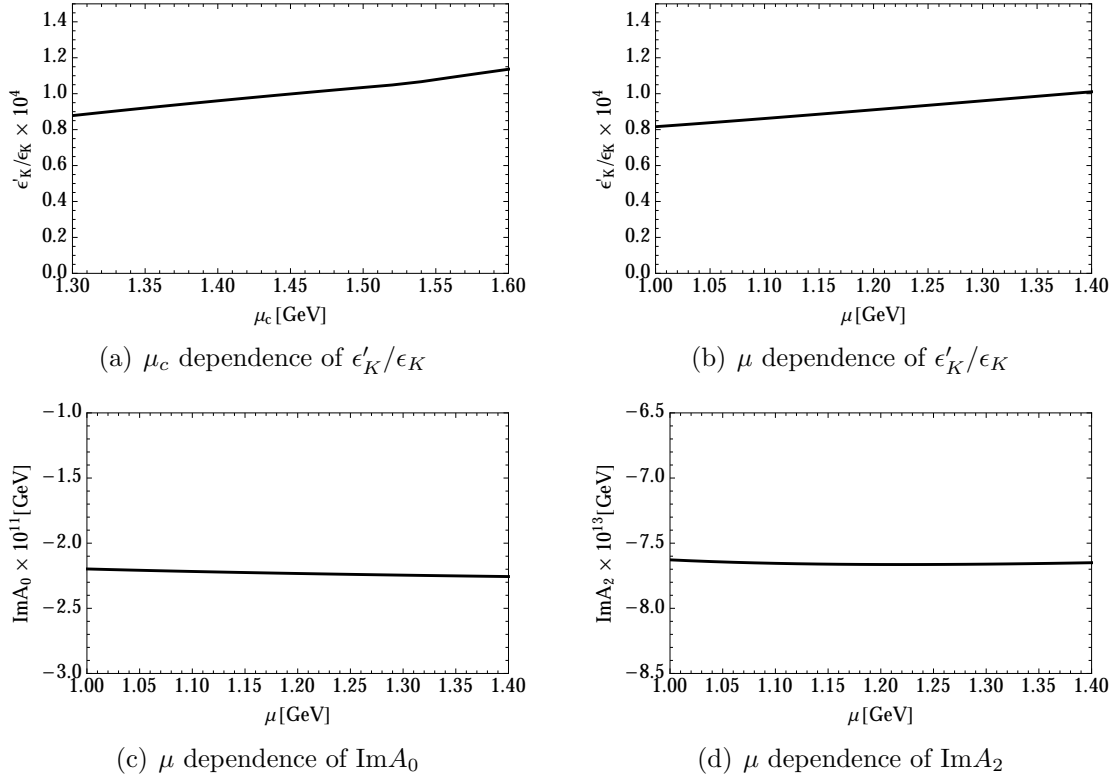 1.4
1.2
1.0
0.8
0.6
0.4
0.2
0.0
ϵ'K/ϵK × 10⁴
1.30 1.35 1.40 1.45 1.50 1.55 1.60
μc [GeV]
(a) μc dependence of ϵ′K/ϵK
1.4
1.2
1.0
0.8
0.6
0.4
0.2
0.0
ϵ'K/ϵK × 10⁴
1.00 1.05 1.10 1.15 1.20 1.25 1.30 1.35 1.40
μ [GeV]
(b) μ dependence of ϵ′K/ϵK
−1.0
−1.5
−2.0
−2.5
−3.0
ImA₀ × 10¹¹ [GeV]
1.00 1.05 1.10 1.15 1.20 1.25 1.30 1.35 1.40
μ [GeV]
(c) μ dependence of ImA₀
−6.5
−7.0
−7.5
−8.0
−8.5
ImA₂ × 10¹³ [GeV]
1.00 1.05 1.10 1.15 1.20 1.25 1.30 1.35 1.40
μ [GeV]
(d) μ dependence of ImA₂